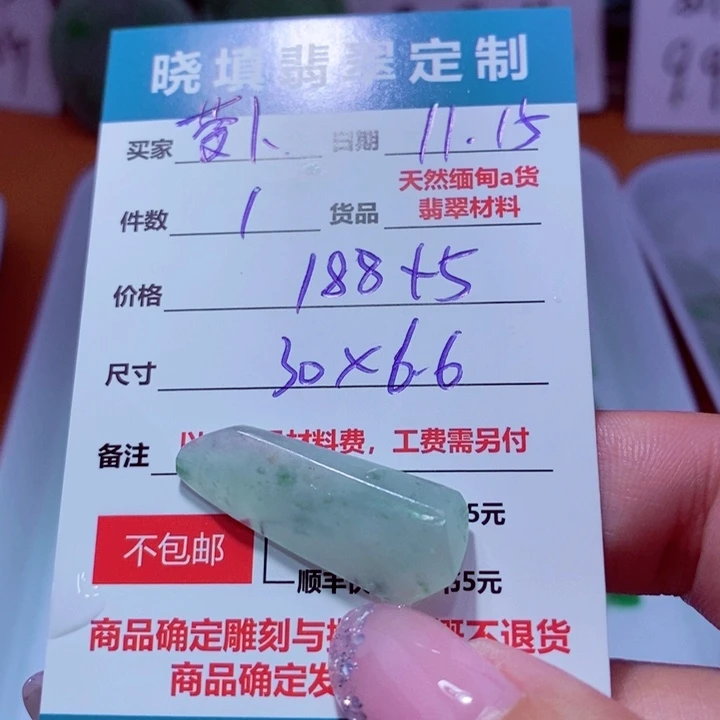 晓填翡翠定制
买家 萝卜 日期 11.15
件数 1 货品 天然缅甸a货
翡翠材料
价格 188+5
尺寸 30×6.6
备注 以 材料费，工费需另付
5元
不包邮
顺丰 5元
商品确定雕刻与 不退货
商品确定发